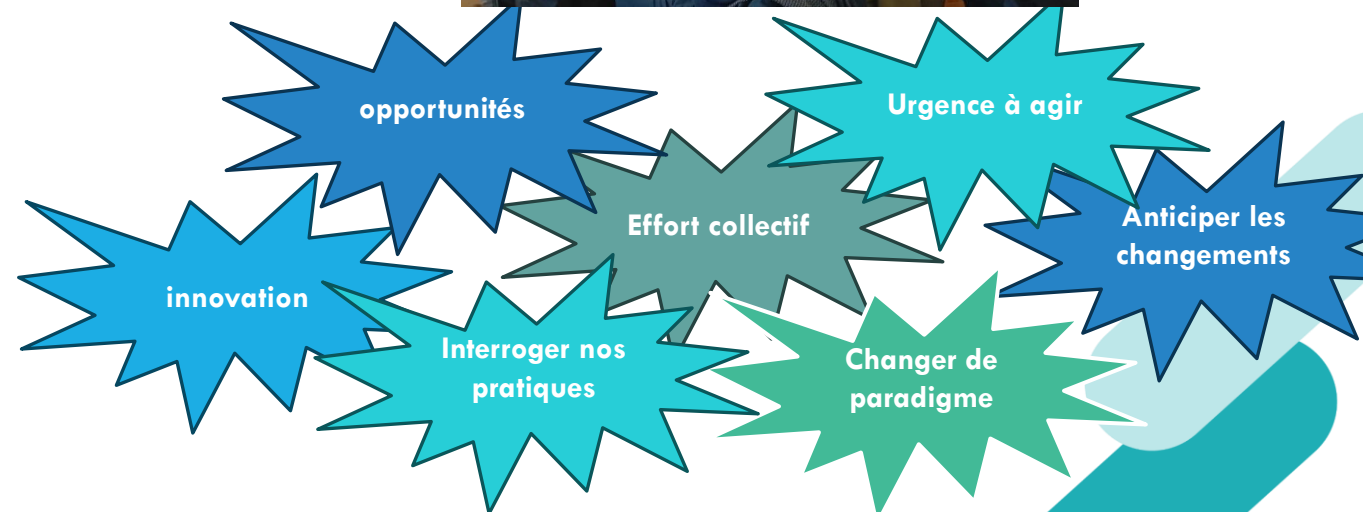 opportunités
Urgence à agir
Effort collectif
Anticiper les
changements
innovation
Interroger nos
pratiques
Changer de
paradigme